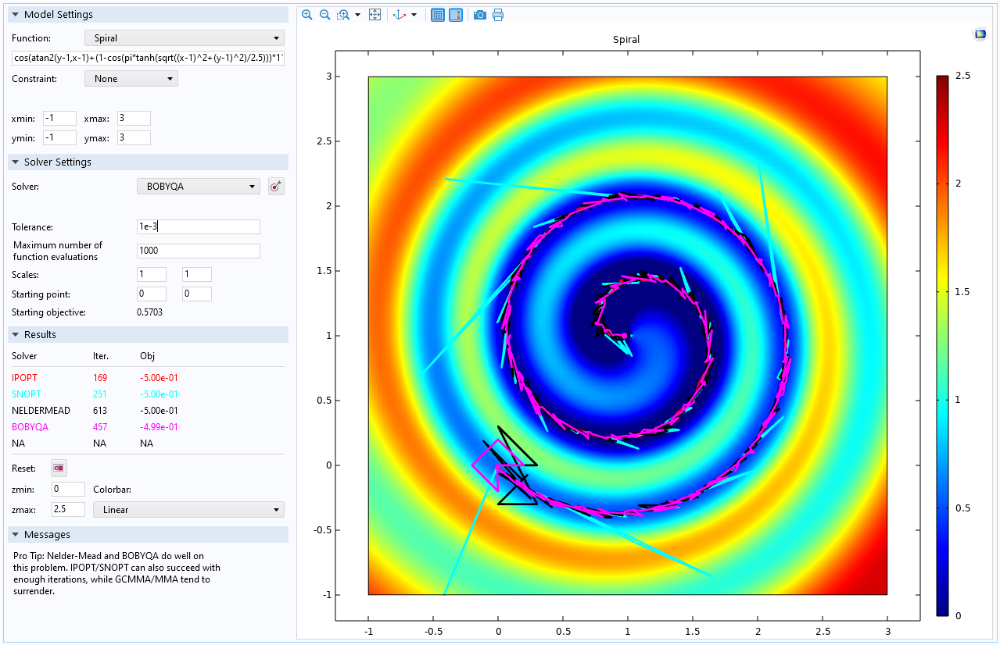 Model Settings
Function: Spiral
cos(atan2(y-1,x-1)+(1-cos(pi*tanh(sqrt((x-1)^2+(y-1)^2)/2.5)))*1
Constraint: None
xmin: -1 xmax: 3
ymin: -1 ymax: 3
Solver Settings
Solver: BOBYQA
Tolerance: 1e-3
Maximum number of
function evaluations
1000
Scales: 1 1
Starting point: 0 0
Starting objective: 0.5703
Results
Solver Iter. Obj
IPOPT 169 -5.00e-01
SNOPT 251 -5.00e-01
NELDERMEAD 613 -5.00e-01
BOBYQA 457 -4.99e-01
NA NA NA
Reset:
zmin: 0 Colorbar:
zmax: 2.5 Linear
Messages
Pro Tip: Nelder-Mead and BOBYQA do well on
this problem. IPOPT/SNOPT can also succeed with
enough iterations, while GCMMA/MMA tend to
surrender.
Spiral
3
2.5
2
1.5
1
0.5
0
-0.5
-1
-1 -0.5 0 0.5 1 1.5 2 2.5 3
2.5
2
1.5
1
0.5
0